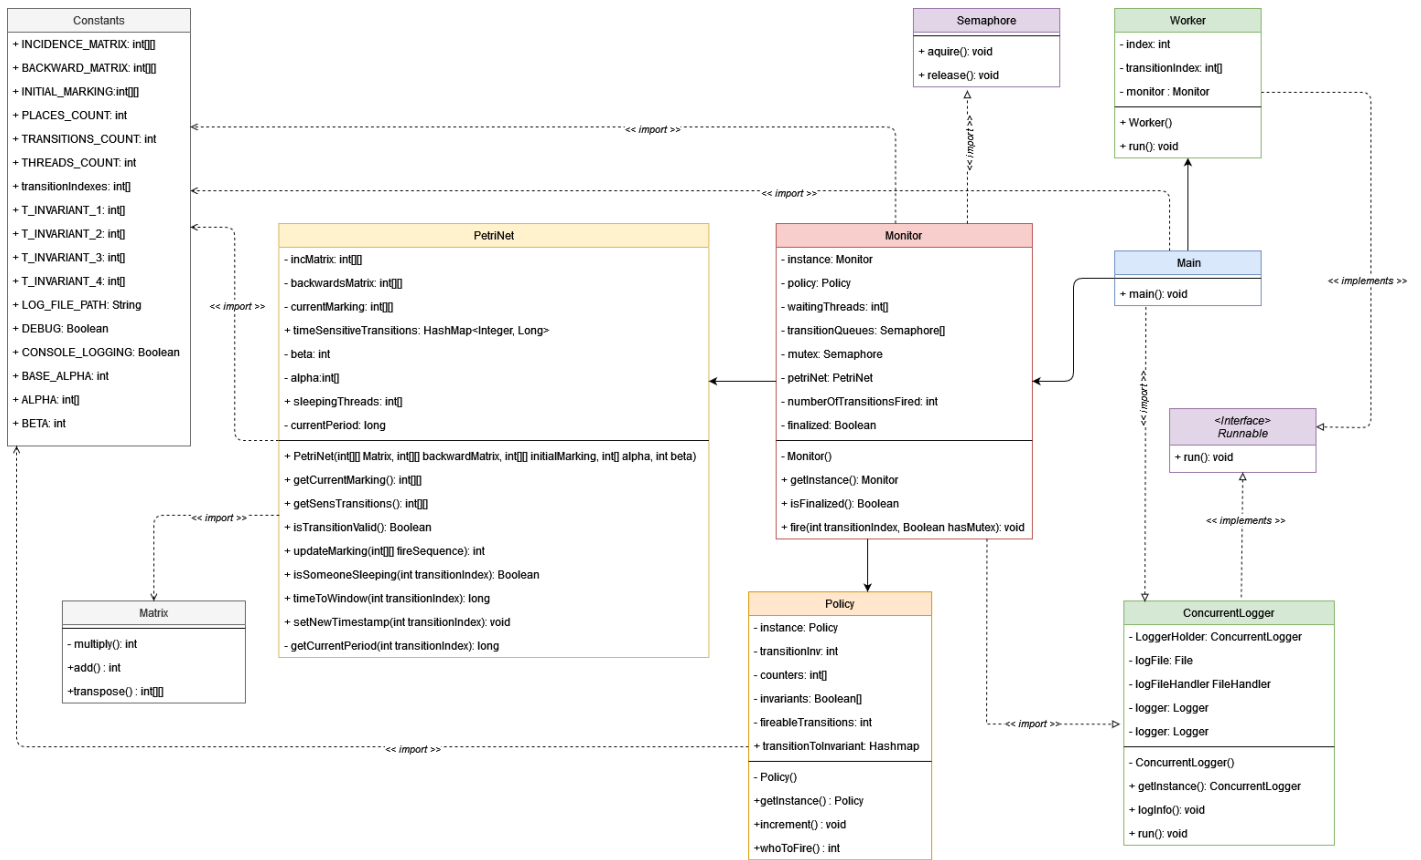 Constants
+ INCIDENCE_MATRIX: int[][]
+ BACKWARD_MATRIX: int[][]
+ INITIAL_MARKING:int[][]
+ PLACES_COUNT: int
+ TRANSITIONS_COUNT: int
+ THREADS_COUNT: int
+ transitionIndexes: int[]
+ T_INVARIANT_1: int[]
+ T_INVARIANT_2: int[]
+ T_INVARIANT_3: int[]
+ T_INVARIANT_4: int[]
+ LOG_FILE_PATH: String
+ DEBUG: Boolean
+ CONSOLE_LOGGING: Boolean
+ BASE_ALPHA: int
+ ALPHA: int[]
+ BETA: int
Semaphore
+ aquire(): void
+ release(): void
Worker
- index: int
- transitionIndex: int[]
- monitor : Monitor
+ Worker()
+ run(): void
<< import >>
<< import >>
<< import >>
<< import >>
PetriNet
- incMatrix: int[][]
- backwardsMatrix: int[][]
- currentMarking: int[][]
+ timeSensitiveTransitions: HashMap<Integer, Long>
- beta: int
- alpha:int[]
+ sleepingThreads: int[]
- currentPeriod: long
+ PetriNet(int[][] Matrix, int[][] backwardMatrix, int[][] initialMarking, int[] alpha, int beta)
+ getCurrentMarking(): int[][]
+ getSensTransitions(): int[][]
+ isTransitionValid(): Boolean
+ updateMarking(int[][] fireSequence): int
+ isSomeoneSleeping(int transitionIndex): Boolean
+ timeToWindow(int transitionIndex): long
+ setNewTimestamp(int transitionIndex): void
- getCurrentPeriod(int transitionIndex): long
Monitor
- instance: Monitor
- policy: Policy
- waitingThreads: int[]
- transitionQueues: Semaphore[]
- mutex: Semaphore
- petriNet: PetriNet
- numberOfTransitionsFired: int
- finalized: Boolean
- Monitor()
+ getInstance(): Monitor
+ isFinalized(): Boolean
+ fire(int transitionIndex, Boolean hasMutex): void
Main
+ main(): void
<< implements >>
<< import >>
<Interface>
Runnable
+ run(): void
<< implements >>
<< import >>
Matrix
- multiply(): int
+add() : int
+transpose() : int[][]
Policy
- instance: Policy
- transitionInv: int
- counters: int[]
- invariants: Boolean[]
- fireableTransitions: int
+ transitionToInvariant: Hashmap
- Policy()
+getInstance() : Policy
+increment() : void
+whoToFire() : int
<< import >>
<< import >>
ConcurrentLogger
- LoggerHolder: ConcurrentLogger
- logFile: File
- logFileHandler FileHandler
- logger: Logger
- logger: Logger
- ConcurrentLogger()
+ getInstance(): ConcurrentLogger
+ logInfo(): void
+ run(): void